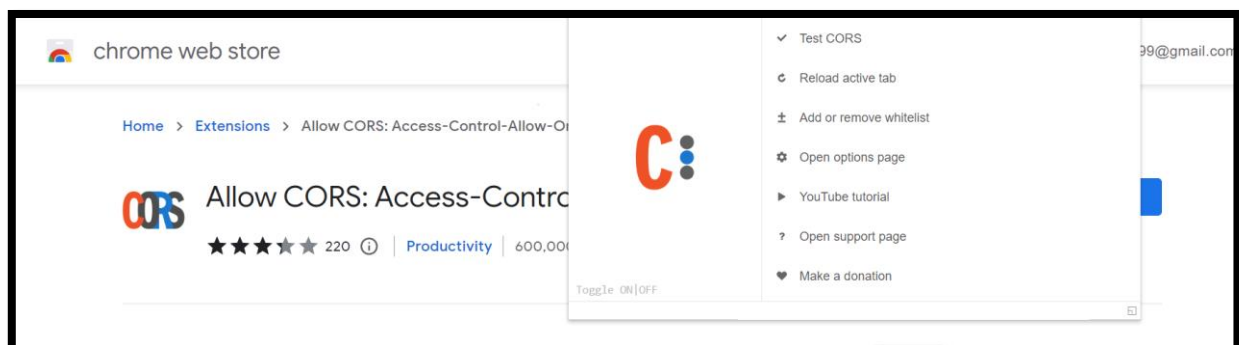 chrome web store
99@gmail.com
Home > Extensions > Allow CORS: Access-Control-Allow-Or
CORS
Allow CORS: Access-Contro
220
Productivity
600,000
Test CORS
Reload active tab
Add or remove whitelist
Open options page
YouTube tutorial
? Open support page
Make a donation
C
Toggle ON|OFF